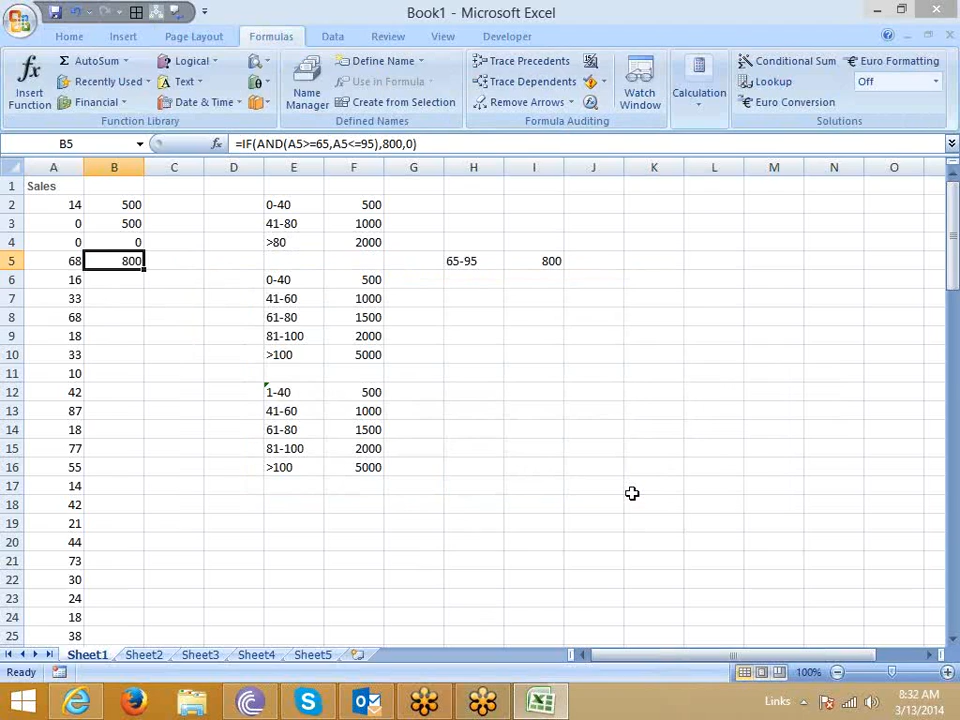 Book1 - Microsoft Excel
Home Insert Page Layout Formulas Data Review View Developer
Insert Function
AutoSum
Recently Used
Financial
Logical
Text
Date & Time
Function Library
Name Manager
Define Name
Use in Formula
Create from Selection
Defined Names
Trace Precedents
Trace Dependents
Remove Arrows
Formula Auditing
Watch Window
Calculation
Conditional Sum
Lookup
Euro Conversion
Euro Formatting
Off
Solutions
B5 fx =IF(AND(A5>=65,A5<=95),800,0)
A B C D E F G H I J K L M N O
1 Sales
2 14 500 0-40 500
3 0 500 41-80 1000
4 0 0 >80 2000
5 68 800 65-95 800
6 16 0-40 500
7 33 41-60 1000
8 68 61-80 1500
9 18 81-100 2000
10 33 >100 5000
11 10
12 42 1-40 500
13 87 41-60 1000
14 18 61-80 1500
15 77 81-100 2000
16 55 >100 5000
17 14
18 42
19 21
20 44
21 73
22 30
23 24
24 18
25 38
Sheet1 Sheet2 Sheet3 Sheet4 Sheet5
Ready 100%
Links 8:32 AM
3/13/2014